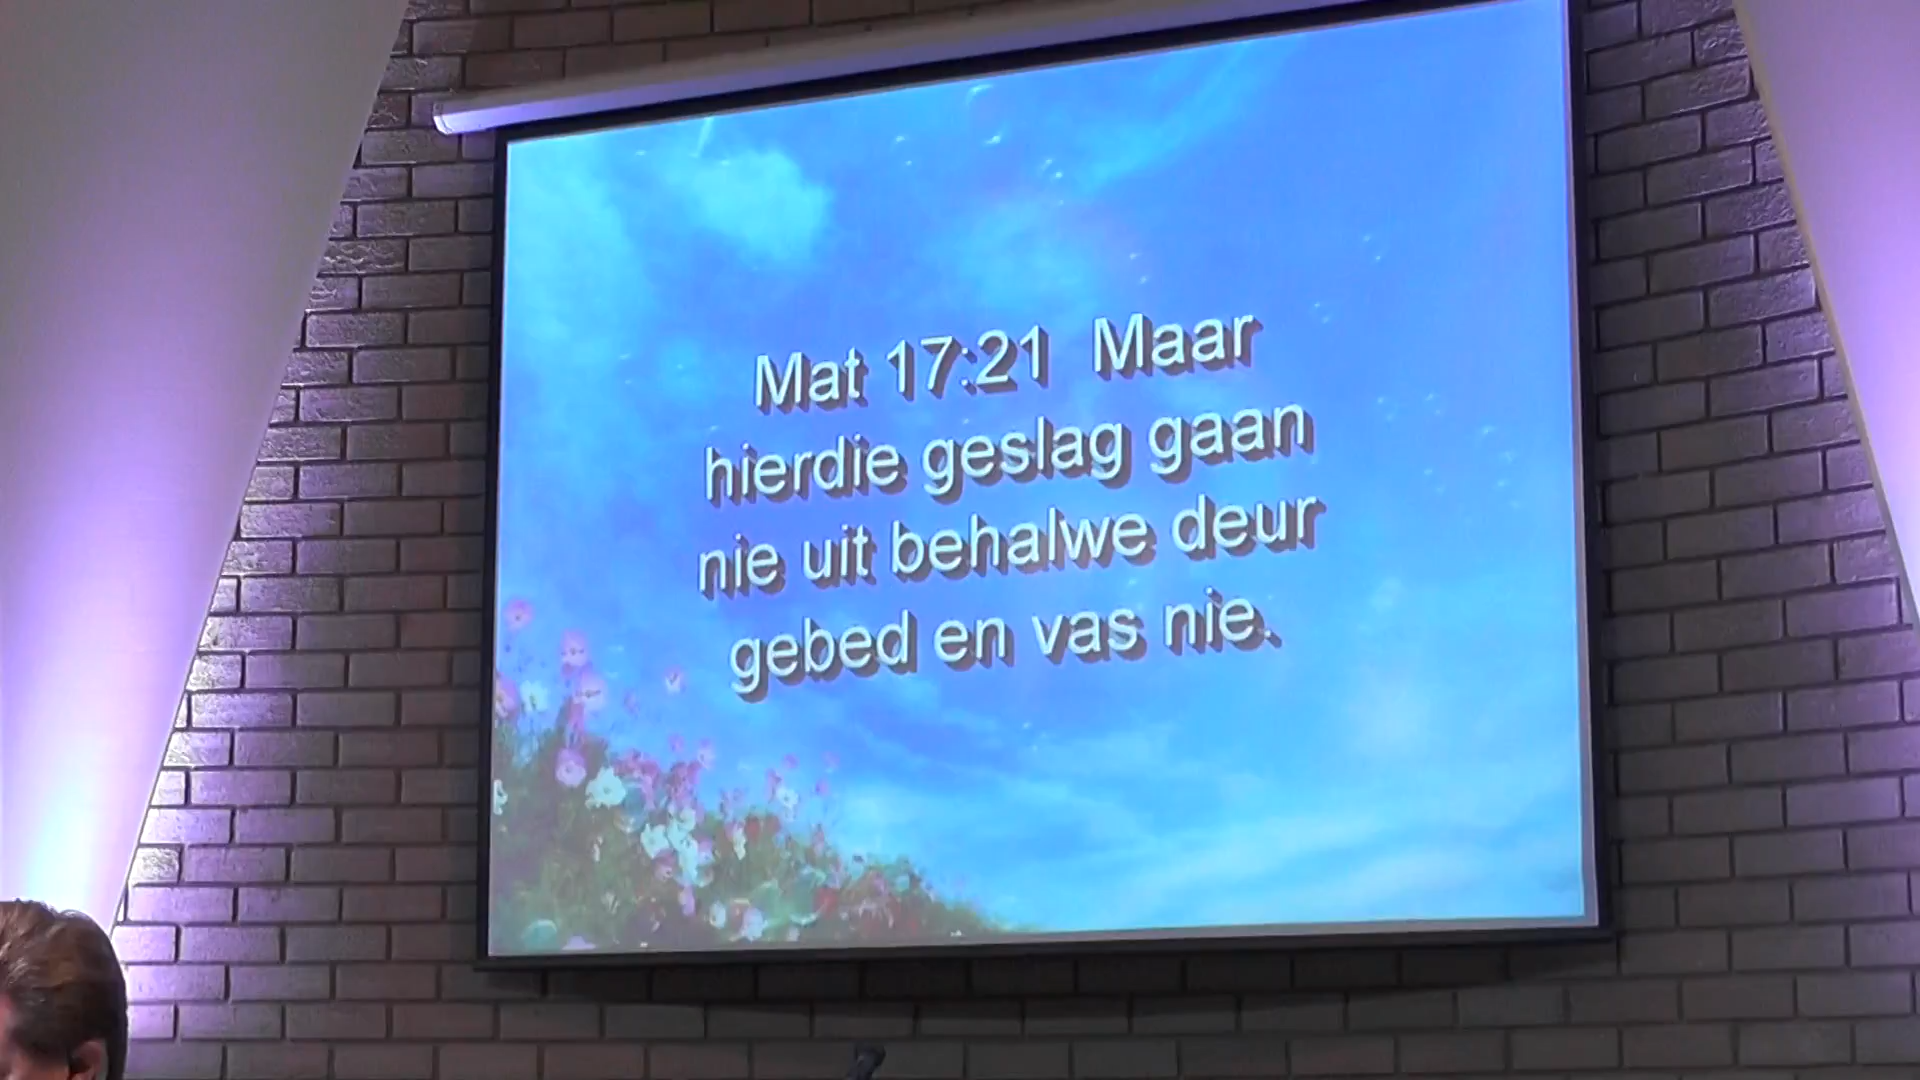 Mat 17:21 Maar
hierdie geslag gaan
nie uit behalwe deur
gebed en vas nie.